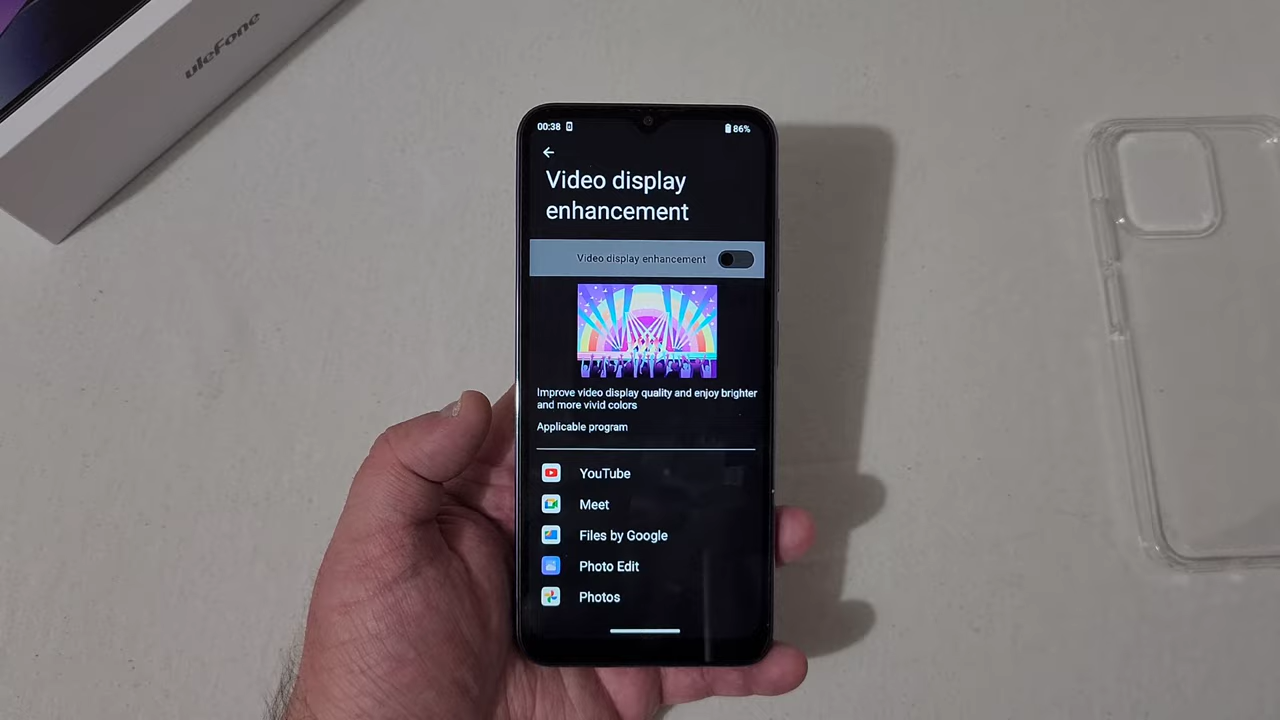 ulefone
00:38
86%
Video display
enhancement
Video display enhancement
Improve video display quality and enjoy brighter
and more vivid colors
Applicable program
YouTube
Meet
Files by Google
Photo Edit
Photos